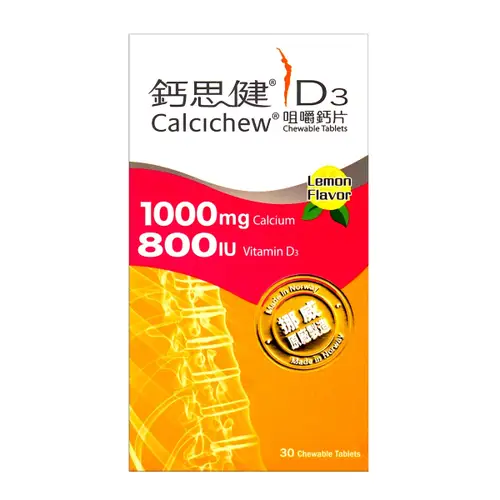 鈣思健® D3
Calcichew® 咀嚼鈣片
Chewable Tablets
Lemon
Flavor
1000mg Calcium
800IU Vitamin D3
Made in Norway
挪威
原廠製造
Made in Norway
30 Chewable Tablets